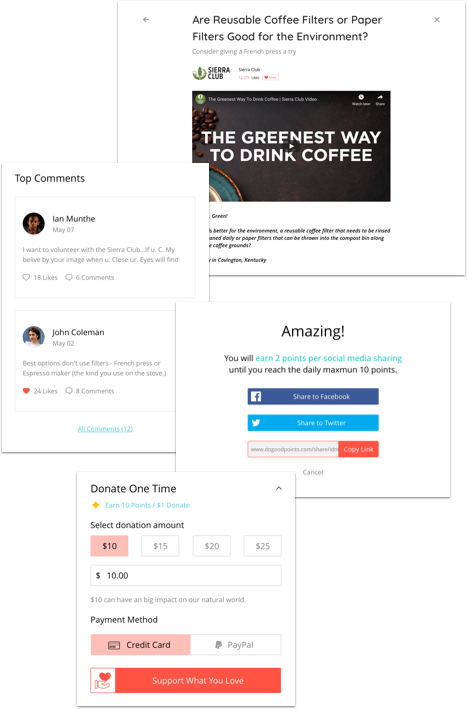 Are Reusable Coffee Filters or Paper
Filters Good for the Environment?
Consider giving a French press a try
SIERRA
CLUB
Sierra Club
Likes
The Greenest Way To Drink Coffee | Sierra Club Video
Watch later
Share
THE GREENEST WAY
TO DRINK COFFEE
, Green!
s better for the environment, a reusable coffee filter that needs to be rinsed
aned daily or paper filters that can be thrown into the compost bin along
e coffee grounds?
y in Covington, Kentucky
Top Comments
Ian Munthe
May 07
I want to volunteer with the Sierra Club...If u. C. My
belive by your image when u. Close ur. Eyes will find
18 Likes
6 Comments
John Coleman
May 02
Best options don't use filters - French press or
Espresso maker (the kind you use on the stove,)
24 Likes
8 Comments
All Comments (12)
Amazing!
You will earn 2 points per social media sharing
until you reach the daily maxmun 10 points.
Share to Facebook
Share to Twitter
www.dogoodpoints.com/share/idn
Copy Link
Cancel
Donate One Time
Earn 10 Points / $1 Donate
Select donation amount
$10
$15
$20
$25
$ 10.00
$10 can have an big impact on our natural world.
Payment Method
Credit Card
PayPal
Support What You Love